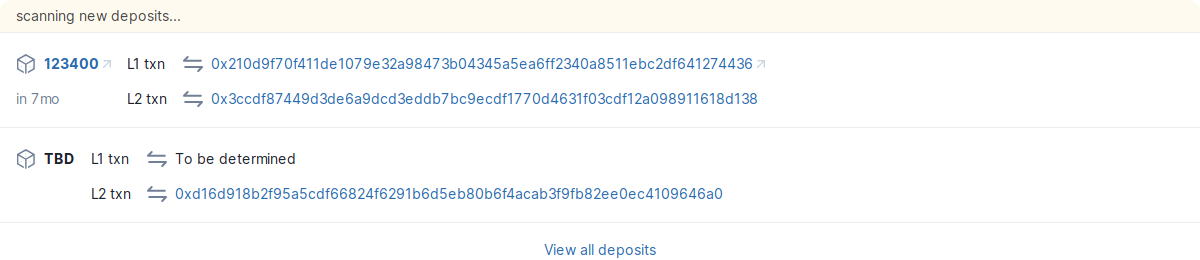 scanning new deposits...
123400 L1 txn 0x210d9f70f411de1079e32a98473b04345a5ea6ff2340a8511ebc2df641274436
in 7mo L2 txn 0x3ccdf87449d3de6a9dcd3eddb7bc9ecdf1770d4631f03cdf12a098911618d138
TBD L1 txn To be determined
L2 txn 0xd16d918b2f95a5cdf66824f6291b6d5eb80b6f4acab3f9fb82ee0ec4109646a0
View all deposits